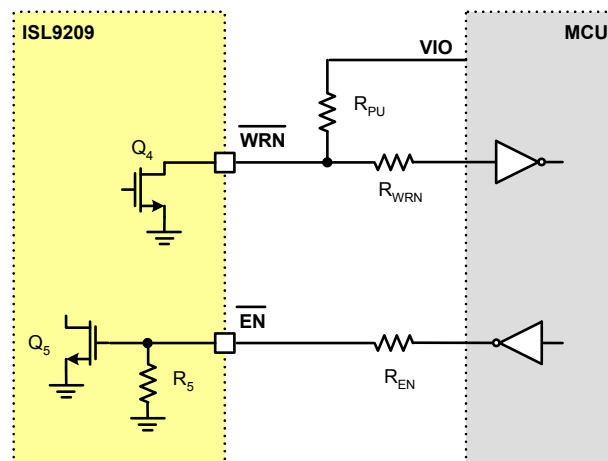 ISL9209
MCU
VIO
R_PU
WRN
Q_4
R_WRN
EN
Q_5
R_5
R_EN